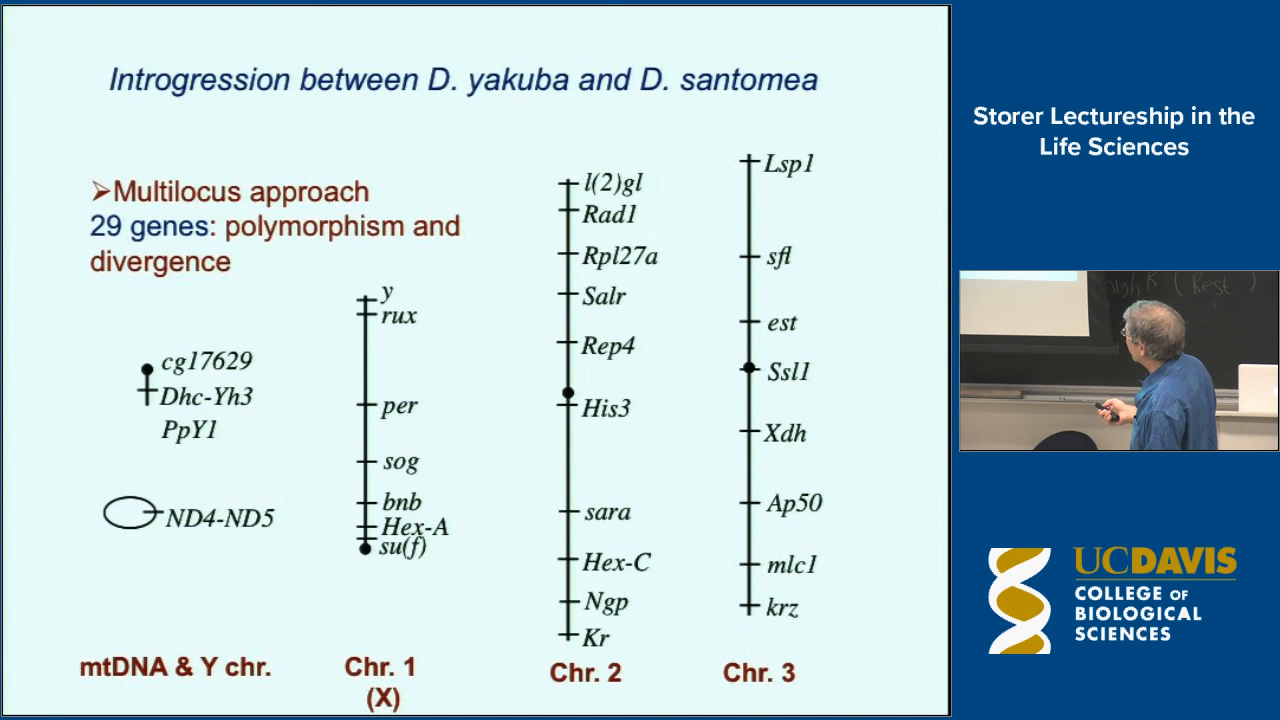 Introgression between D. yakuba and D. santomea
➢Multilocus approach
29 genes: polymorphism and
divergence
cg17629
Dhc-Yh3
PpY1
ND4-ND5
mtDNA & Y chr.
y
rux
per
sog
bnb
Hex-A
su(f)
Chr. 1
(X)
l(2)gl
Rad1
Rpl27a
Salr
Rep4
His3
sara
Hex-C
Ngp
Kr
Chr. 2
Lsp1
sfl
est
Ssl1
Xdh
Ap50
mlc1
krz
Chr. 3
Storer Lectureship in the
Life Sciences
high K ( Rest )
UCDAVIS
COLLEGE OF
BIOLOGICAL
SCIENCES